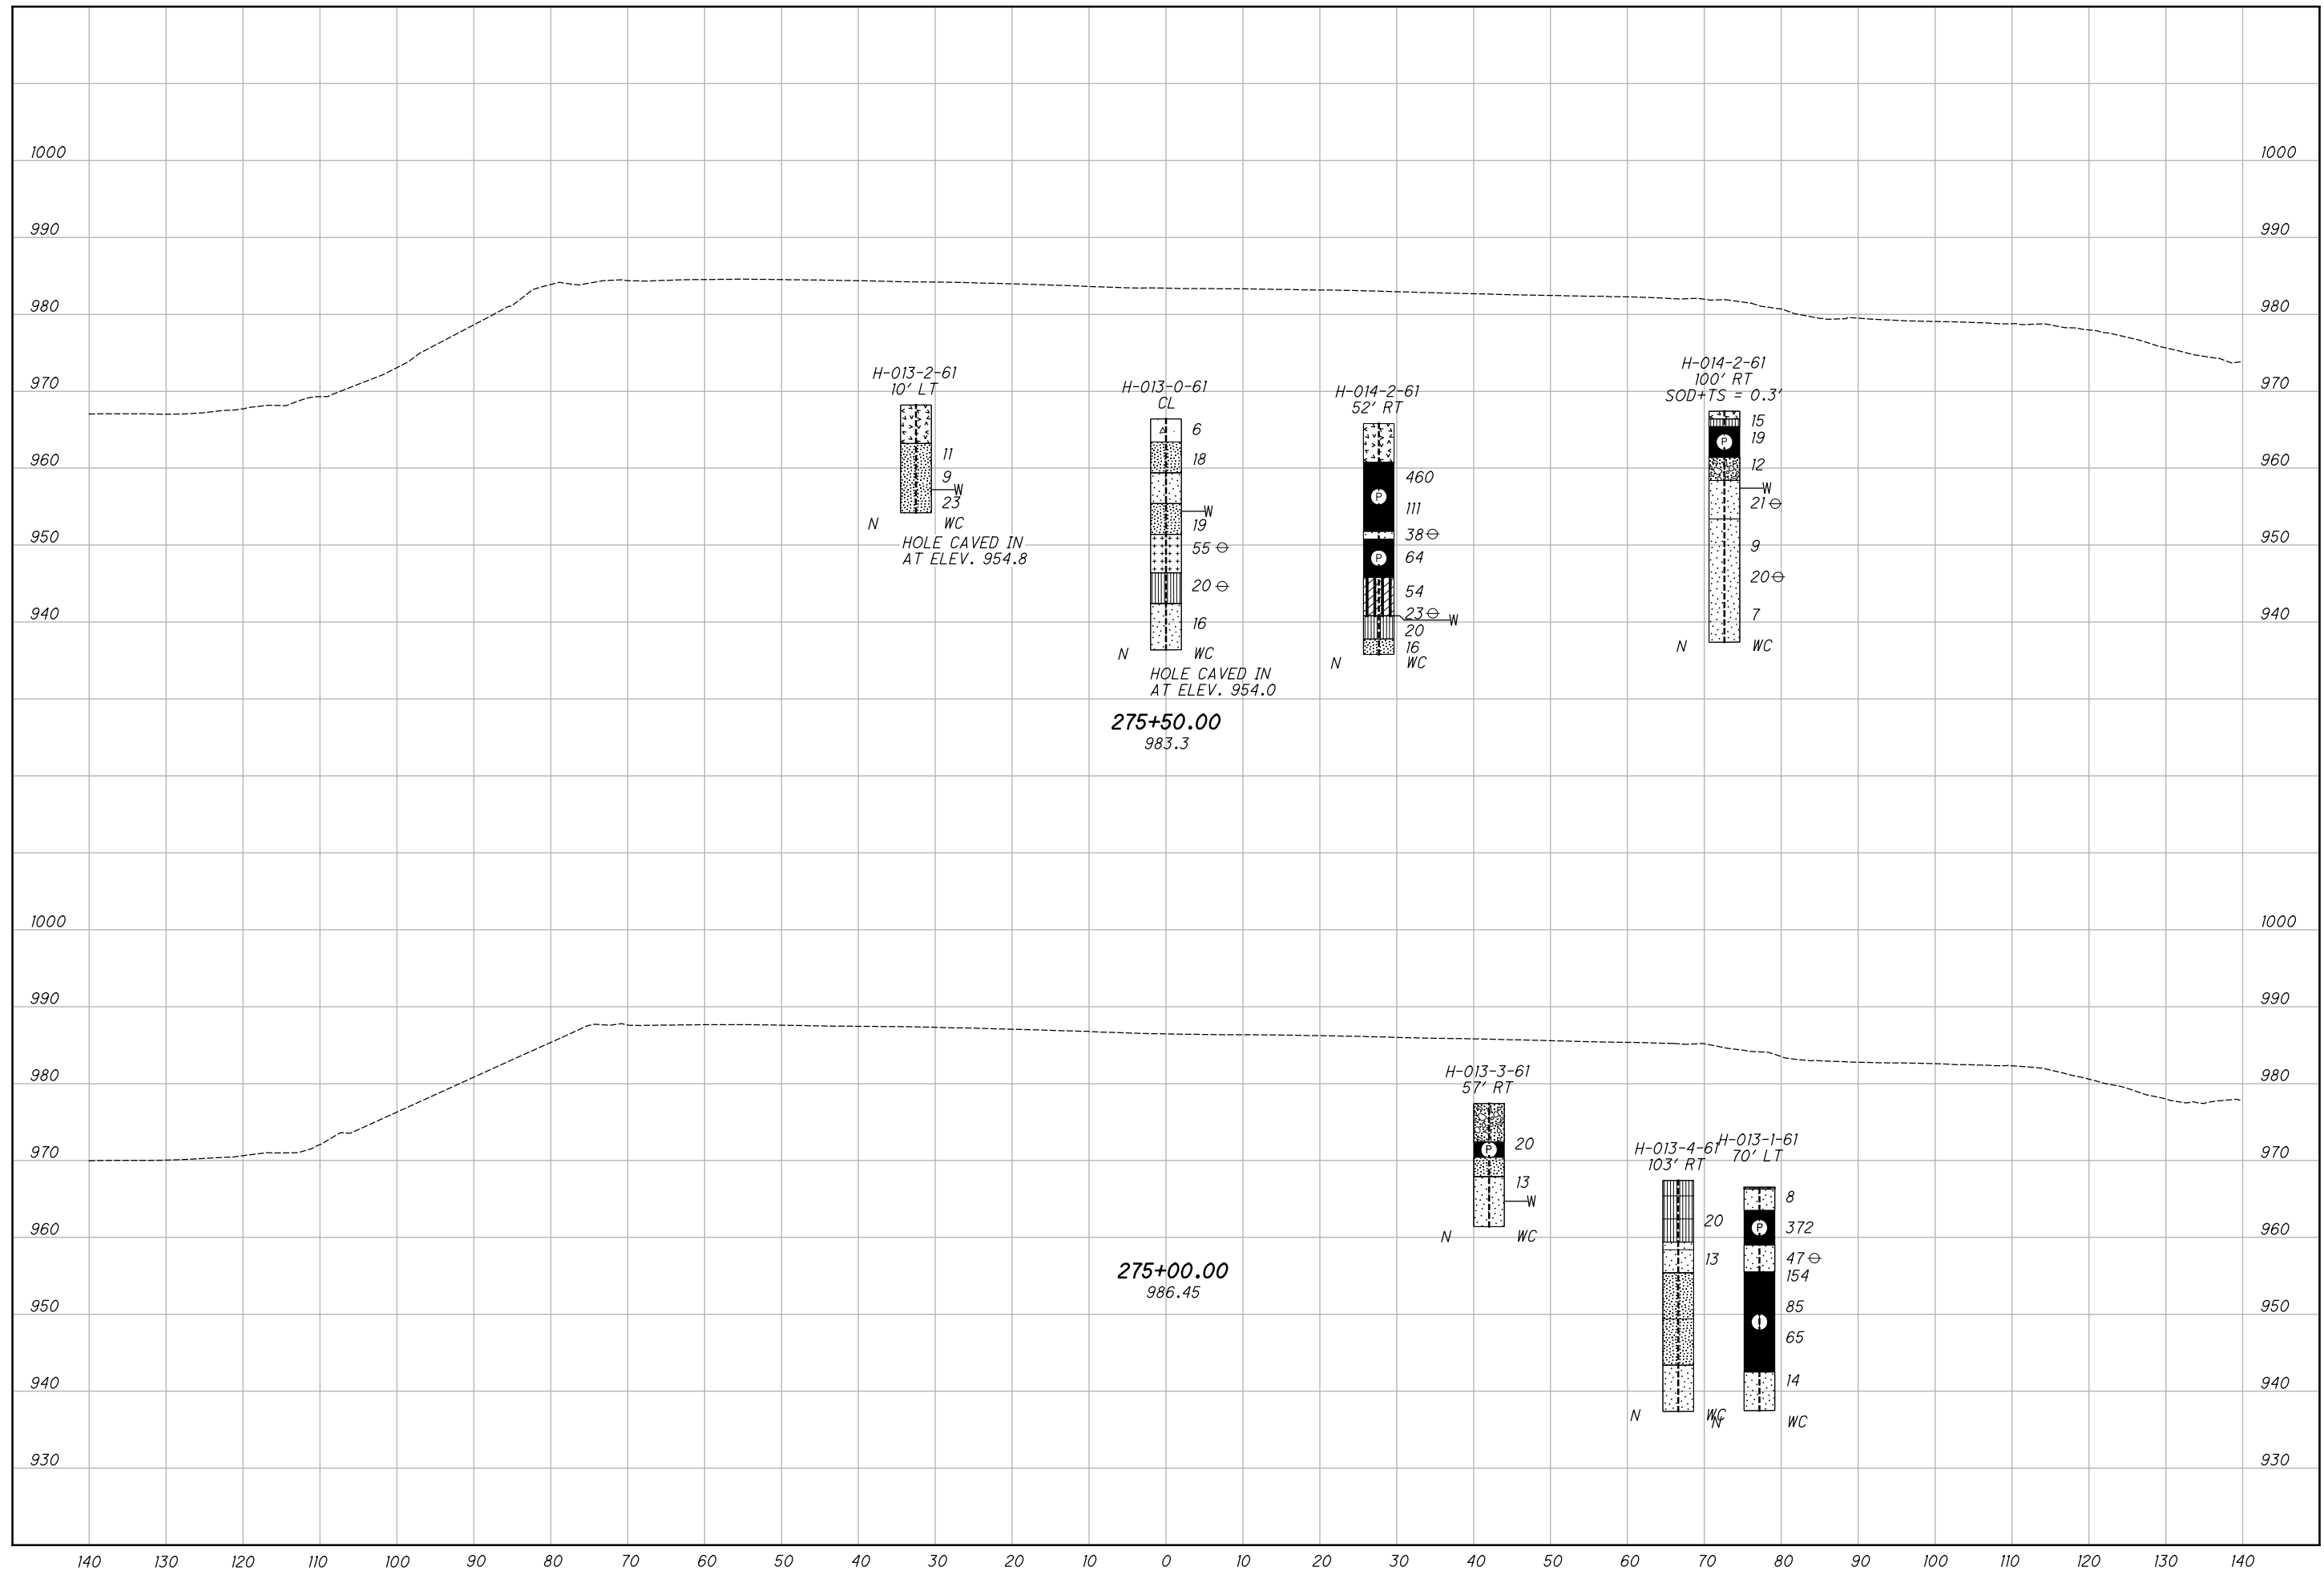 1000 1000
990 990
980 980
H-014-2-61
100' RT
SOD+TS = 0.3'
H-013-2-61
10' LT
H-013-0-61
CL
H-014-2-61
52' RT
970 970
15
6
19
11
18
12
960 960
9
460
W
W
23
111
21
W
N WC
19
38
HOLE CAVED IN
AT ELEV. 954.8
950 950
55
64
9
20
54
20
940 940
16
23
W
7
20
16
N WC
N WC
N WC
HOLE CAVED IN
AT ELEV. 954.0
275+50.00
983.3
1000 1000
990 990
980 980
H-013-3-61
57' RT
20
13
W
N WC
H-013-4-61
103' RT
H-013-1-61
70' LT
970 970
8
20
372
960 960
13
47
154
275+00.00
986.45
85
950 950
65
14
940 940
N WC
N WC
930 930
140 130 120 110 100 90 80 70 60 50 40 30 20 10 0 10 20 30 40 50 60 70 80 90 100 110 120 130 140
P
P
P
P
P